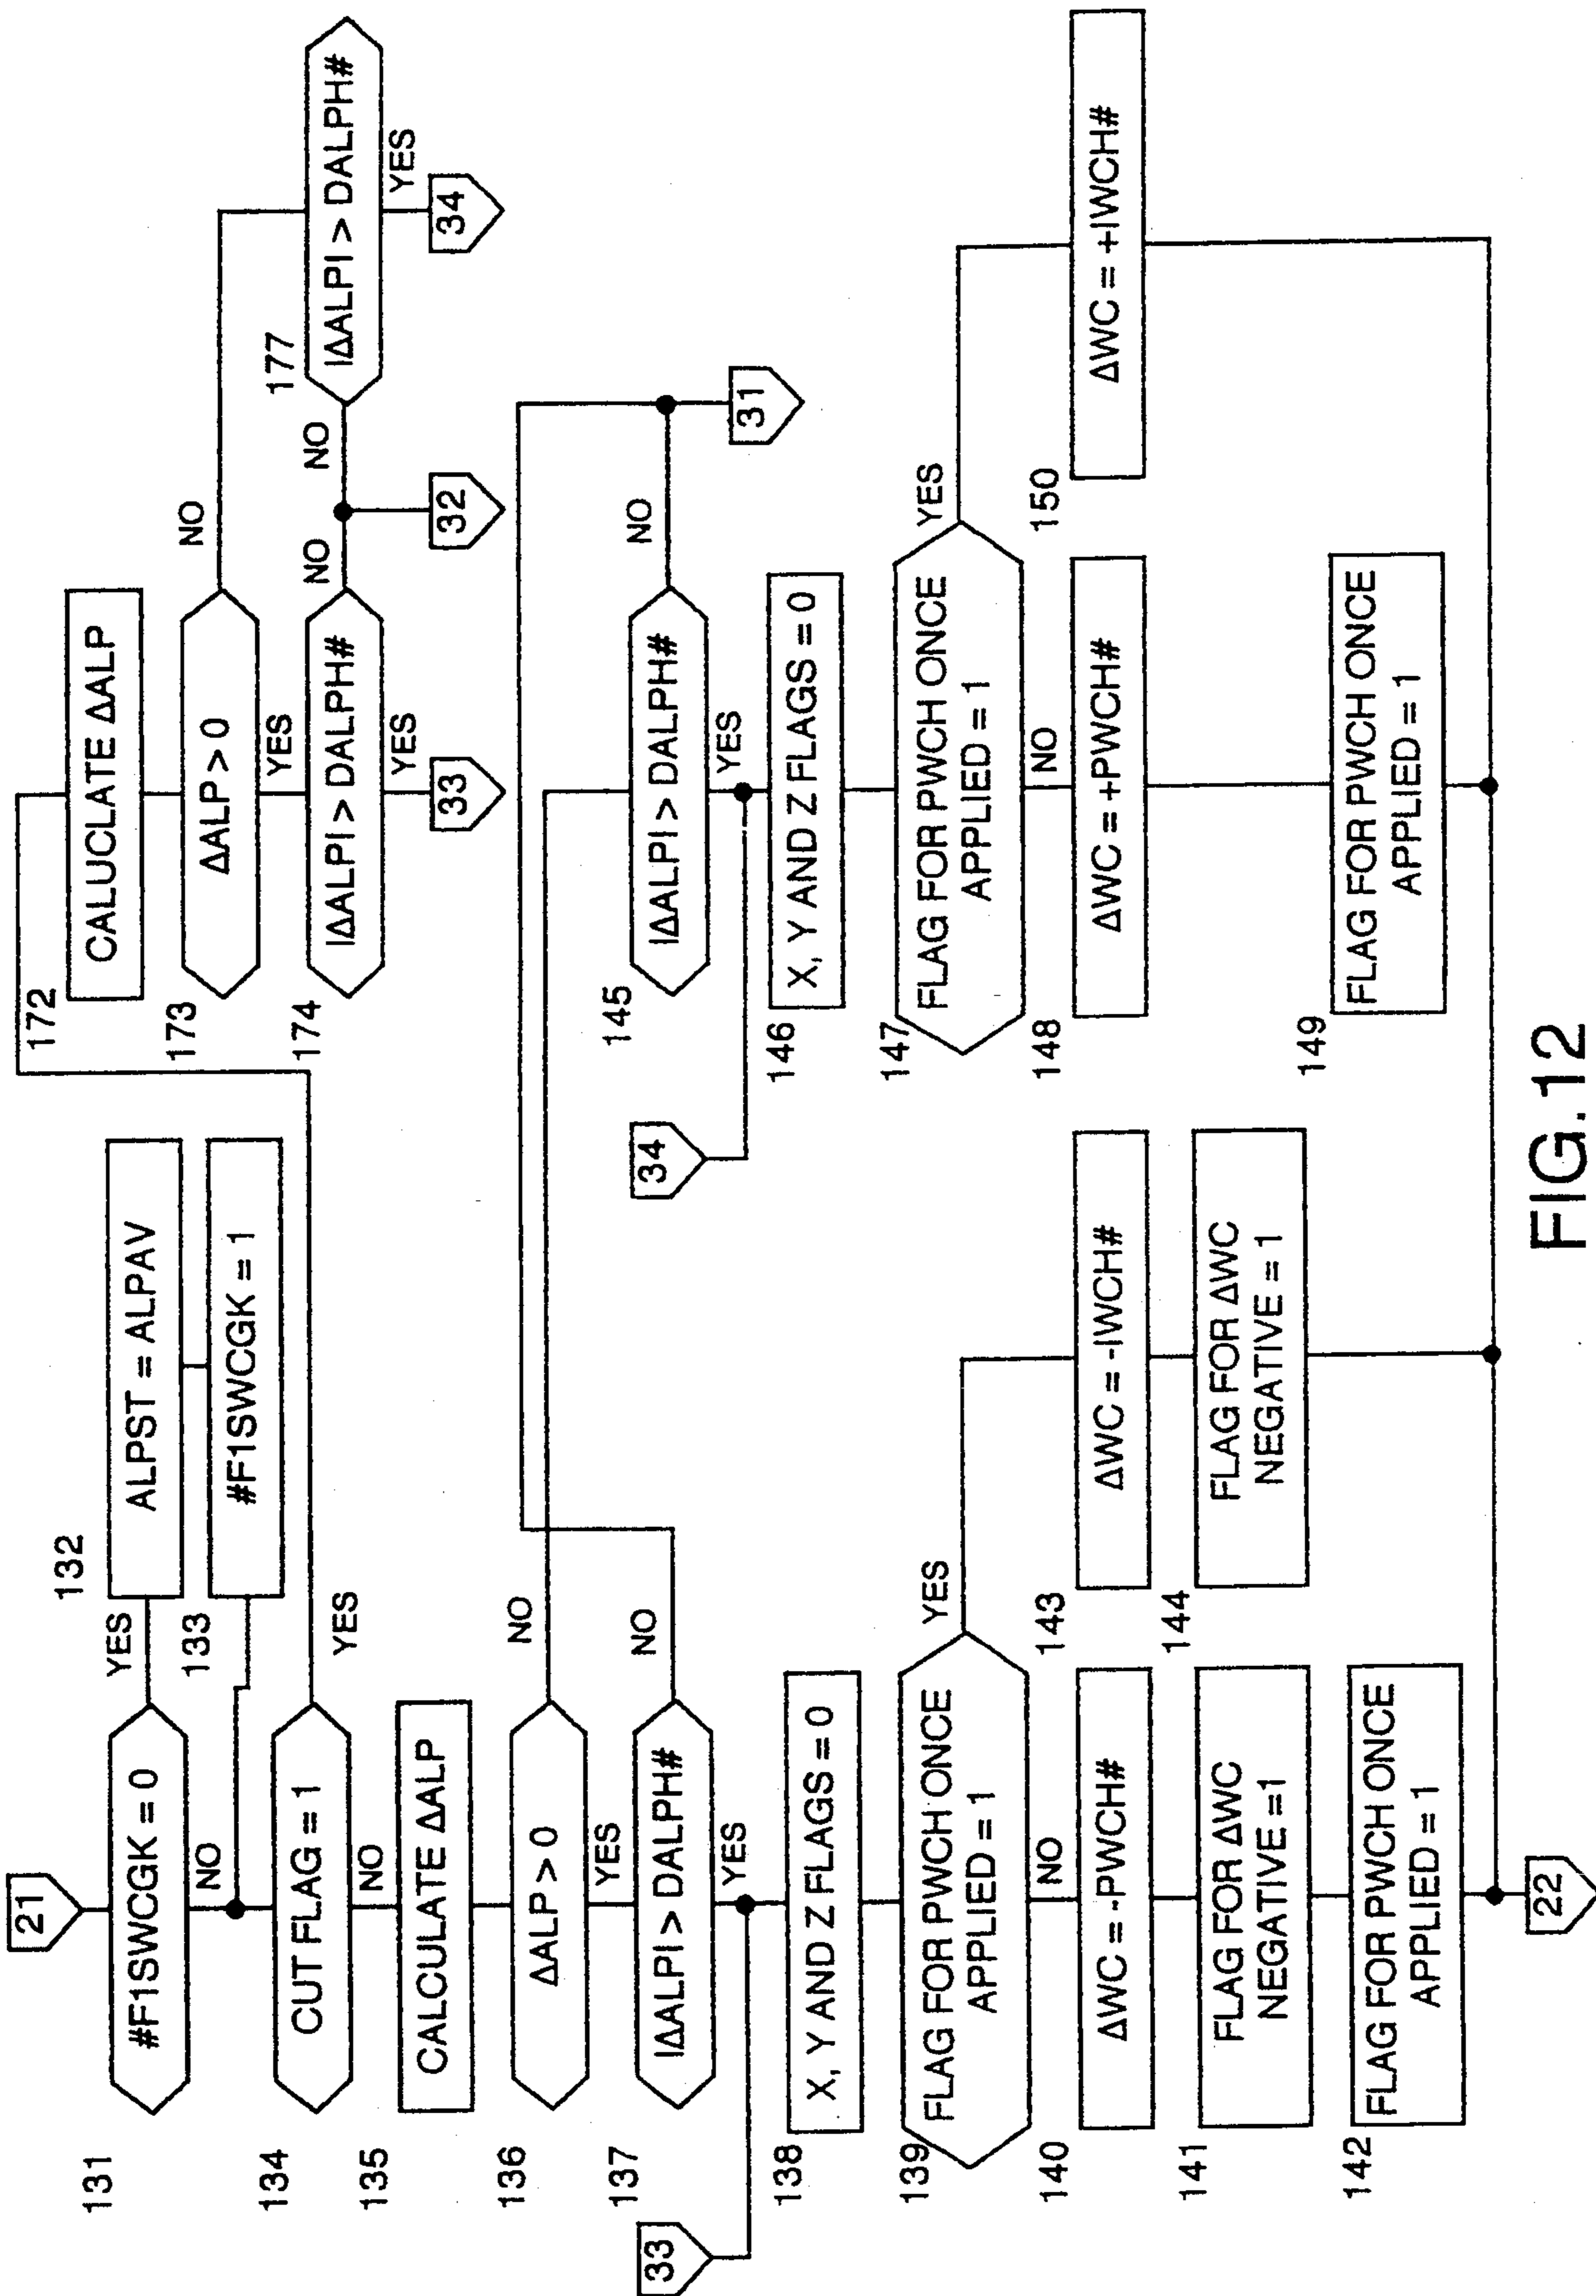 21
131
#F1SWCGK = 0
YES
NO
132
ALPST = ALPAV
133
#F1SWCGK = 1
134
CUT FLAG = 1
YES
NO
135
CALCULATE ΔALP
136
ΔALP > 0
NO
YES
137
IΔALPI > DALPH#
NO
YES
33
138
X, Y AND Z FLAGS = 0
139
FLAG FOR PWCH ONCE
APPLIED = 1
YES
NO
140
ΔWC = -PWCH#
141
FLAG FOR ΔWC
NEGATIVE =1
142
FLAG FOR PWCH ONCE
APPLIED = 1
143
ΔWC = -IWCH#
144
FLAG FOR ΔWC
NEGATIVE = 1
22
172
CALUCLATE ΔALP
173
ΔALP > 0
NO
YES
174
IΔALPI > DALPH#
NO
YES
33
32
NO
177
IΔALPI > DALPH#
YES
34
145
IΔALPI > DALPH#
NO
YES
31
34
146
X, Y AND Z FLAGS = 0
147
FLAG FOR PWCH ONCE
APPLIED = 1
YES
NO
148
ΔWC = +PWCH#
149
FLAG FOR PWCH ONCE
APPLIED = 1
150
ΔWC = +IWCH#
FIG.12